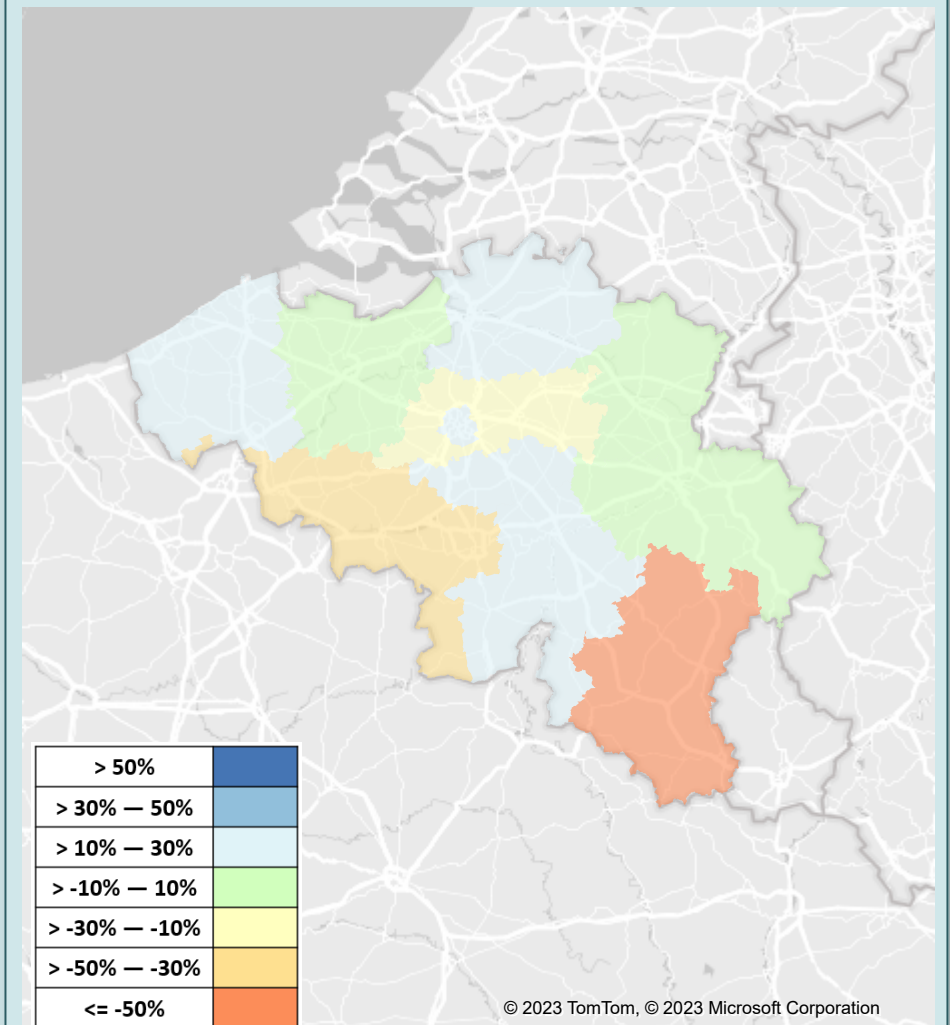 > 50%
> 30% — 50%
> 10% — 30%
> -10% — 10%
> -30% — -10%
> -50% — -30%
<= -50%
© 2023 TomTom, © 2023 Microsoft Corporation